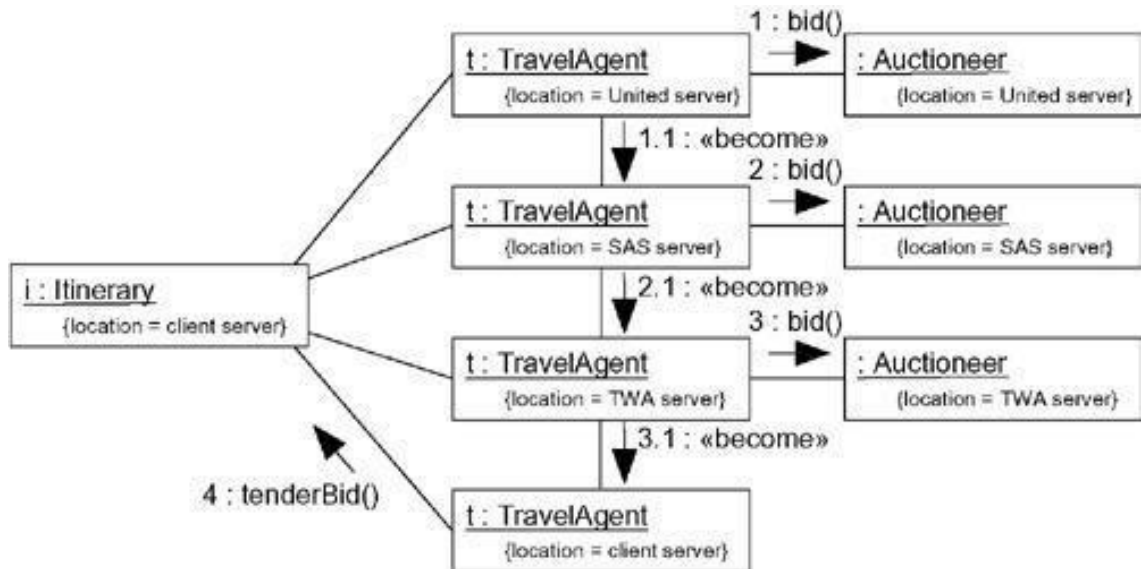 1 : bid()
t : TravelAgent
{location = United server}
: Auctioneer
{location = United server}
1.1 : «become»
2 : bid()
t : TravelAgent
{location = SAS server}
: Auctioneer
{location = SAS server}
i : Itinerary
{location = client server}
2.1 : «become»
3 : bid()
t : TravelAgent
{location = TWA server}
: Auctioneer
(location = TWA server}
3.1 : «become»
4 : tenderBid()
t : TravelAgent
{location = client server}